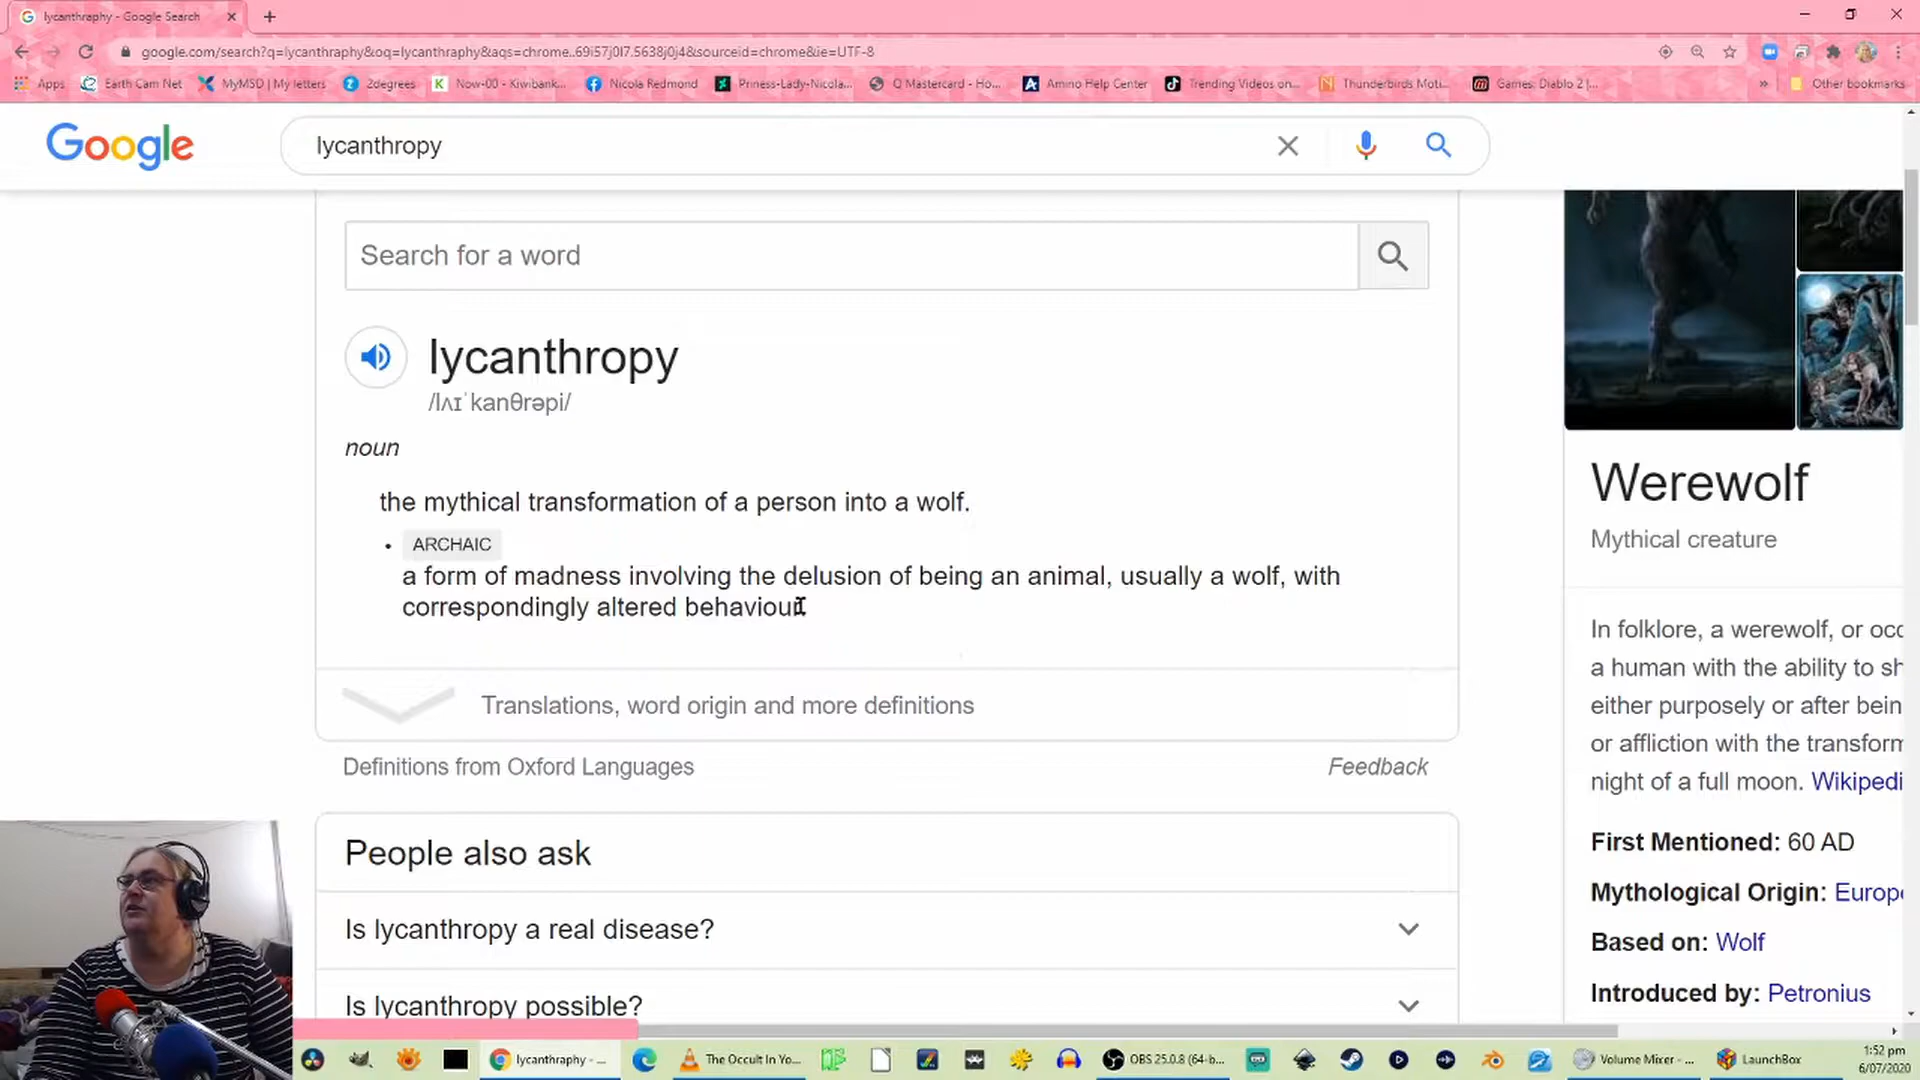 lycanthraphy - Google Search
google.com/search?q=lycanthraphy&oq=lycanthraphy&aqs=chrome..69i57j0l7.5638j0j4&sourceid=chrome&ie=UTF-8
Apps Earth Cam Net MyMSD | My letters 2degrees Now-00 - Kiwibank... Nicola Redmond Priness-Lady-Nicola... Q Mastercard - Ho... Amino Help Center Trending Videos on... Thunderbirds Moti... Games: Diablo 2 |... » Other bookmarks
Google lycanthropy
Search for a word
lycanthropy
/lʌɪˈkanθrəpi/
noun
the mythical transformation of a person into a wolf.
• ARCHAIC
a form of madness involving the delusion of being an animal, usually a wolf, with
correspondingly altered behaviour
Translations, word origin and more definitions
Definitions from Oxford Languages Feedback
People also ask
Is lycanthropy a real disease?
Is lycanthropy possible?
Werewolf
Mythical creature
In folklore, a werewolf, or occ
a human with the ability to sh
either purposely or after bein
or affliction with the transform
night of a full moon. Wikipedi
First Mentioned: 60 AD
Mythological Origin: Europe
Based on: Wolf
Introduced by: Petronius
lycanthraphy - ... The Occult In Yo... OBS 25.0.8 (64-b... Volume Mixer - ... LaunchBox 1:52 pm
6/07/2020